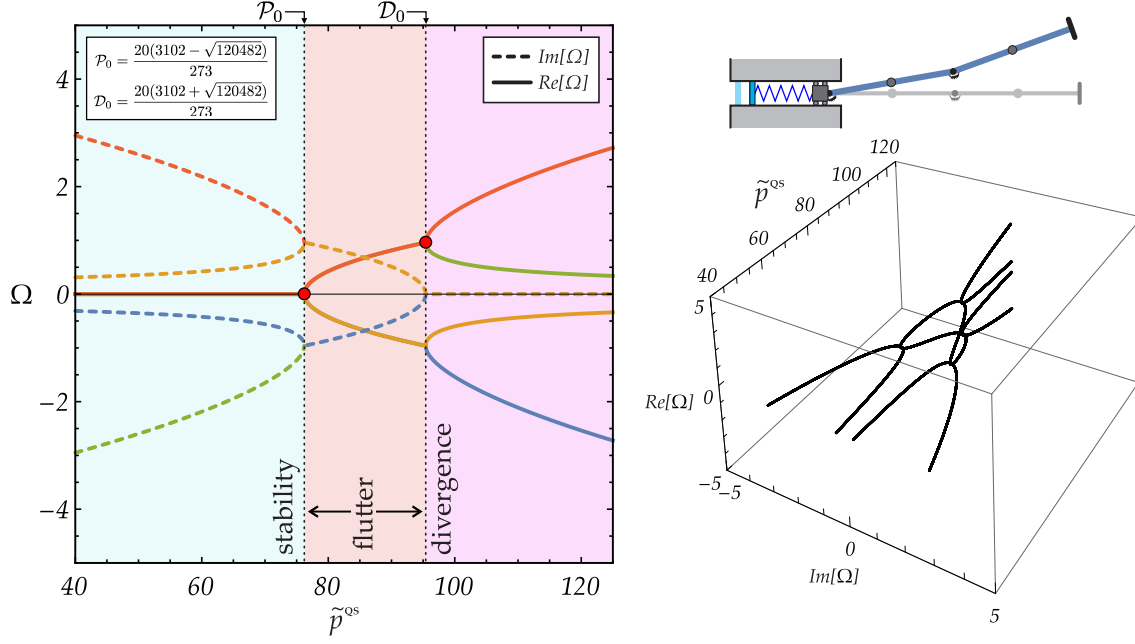 𝒫₀ 𝒟₀
𝒫₀ = 20(3102 − √120482) / 273
𝒟₀ = 20(3102 + √120482) / 273
Im[Ω]
Re[Ω]
4
2
Ω 0
−2
−4
stability
flutter
divergence
40 60 80 100 120
p̃^QS
120
100
80
60
40
p̃^QS
5
Re[Ω] 0
−5
−5
0
Im[Ω]
5